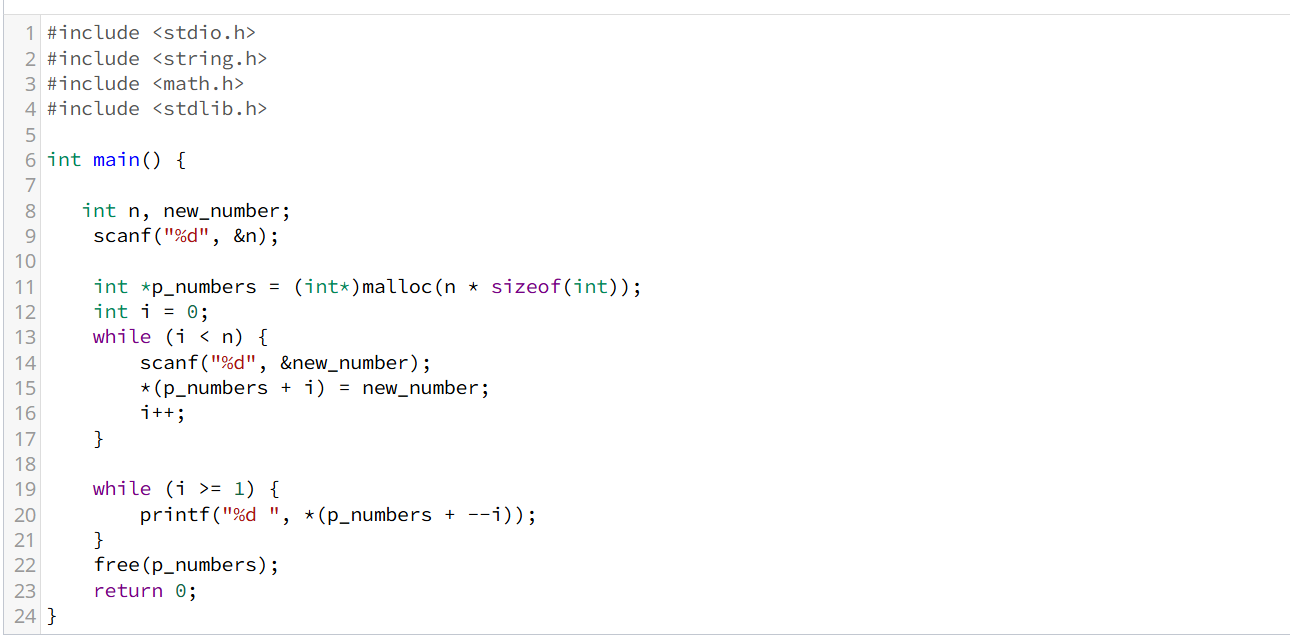 1 #include <stdio.h>
2 #include <string.h>
3 #include <math.h>
4 #include <stdlib.h>
5
6 int main() {
7
8    int n, new_number;
9     scanf("%d", &n);
10
11     int *p_numbers = (int*)malloc(n * sizeof(int));
12     int i = 0;
13     while (i < n) {
14         scanf("%d", &new_number);
15         *(p_numbers + i) = new_number;
16         i++;
17     }
18
19     while (i >= 1) {
20         printf("%d ", *(p_numbers + --i));
21     }
22     free(p_numbers);
23     return 0;
24 }